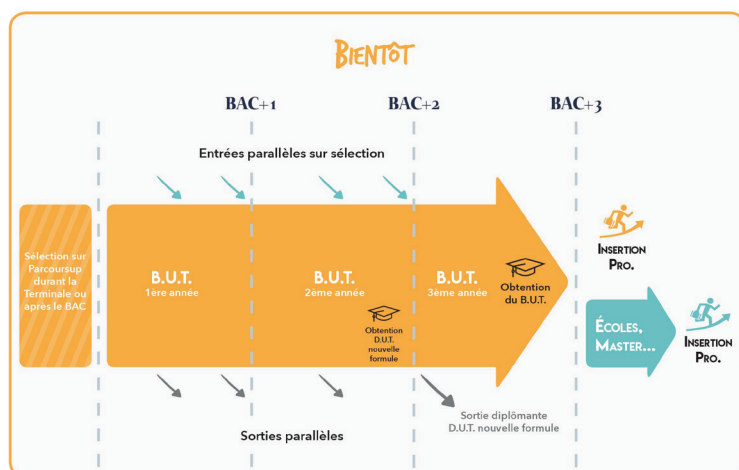 BIENTÔT
BAC+1
BAC+2
BAC+3
Entrées parallèles sur sélection
Sélection sur
Parcoursup
durant la
Terminale ou
après le BAC
B.U.T.
1ère année
B.U.T.
2ème année
B.U.T.
3ème année
Obtention
D.U.T.
nouvelle
formule
Obtention
du B.U.T.
INSERTION
PRO.
ÉCOLES,
MASTER...
INSERTION
PRO.
Sorties parallèles
Sortie diplômante
D.U.T. nouvelle formule